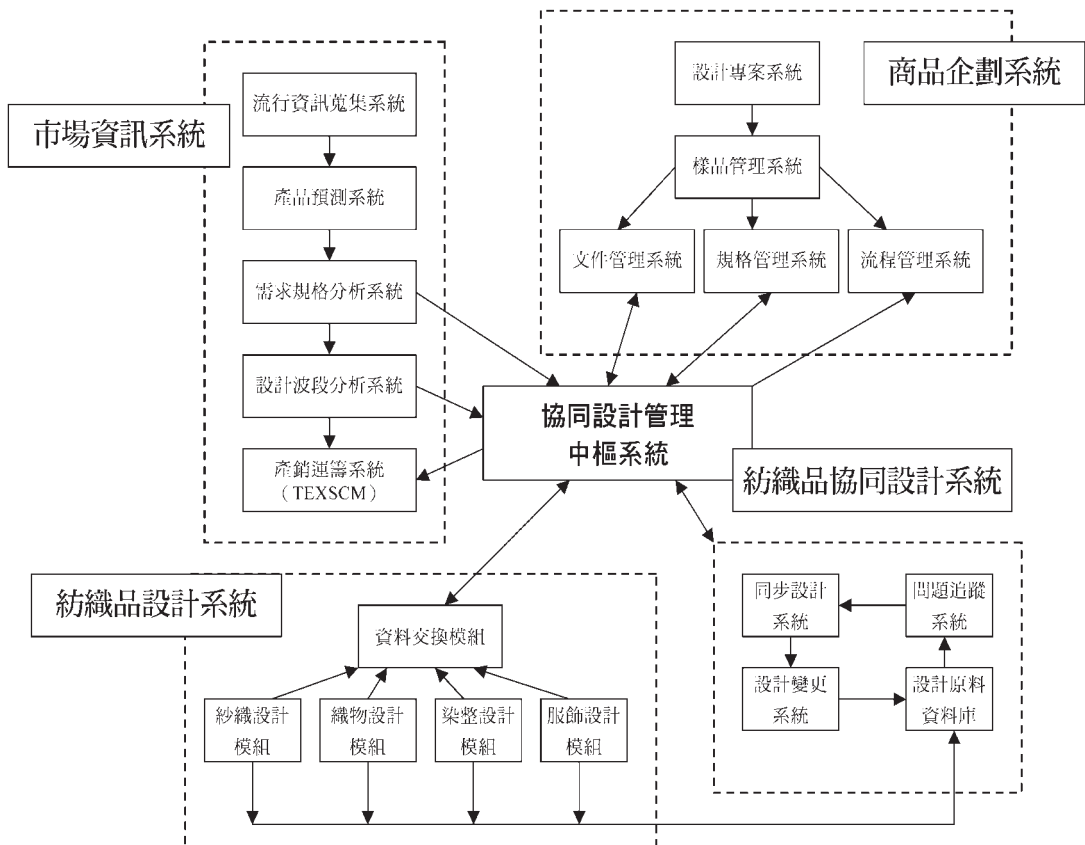 市場資訊系統
流行資訊蒐集系統
產品預測系統
需求規格分析系統
設計波段分析系統
產銷運籌系統
（TEXSCM）
商品企劃系統
設計專案系統
樣品管理系統
文件管理系統
規格管理系統
流程管理系統
協同設計管理
中樞系統
紡織品協同設計系統
同步設計
系統
問題追蹤
系統
設計變更
系統
設計原料
資料庫
紡織品設計系統
資料交換模組
紗織設計
模組
織物設計
模組
染整設計
模組
服飾設計
模組